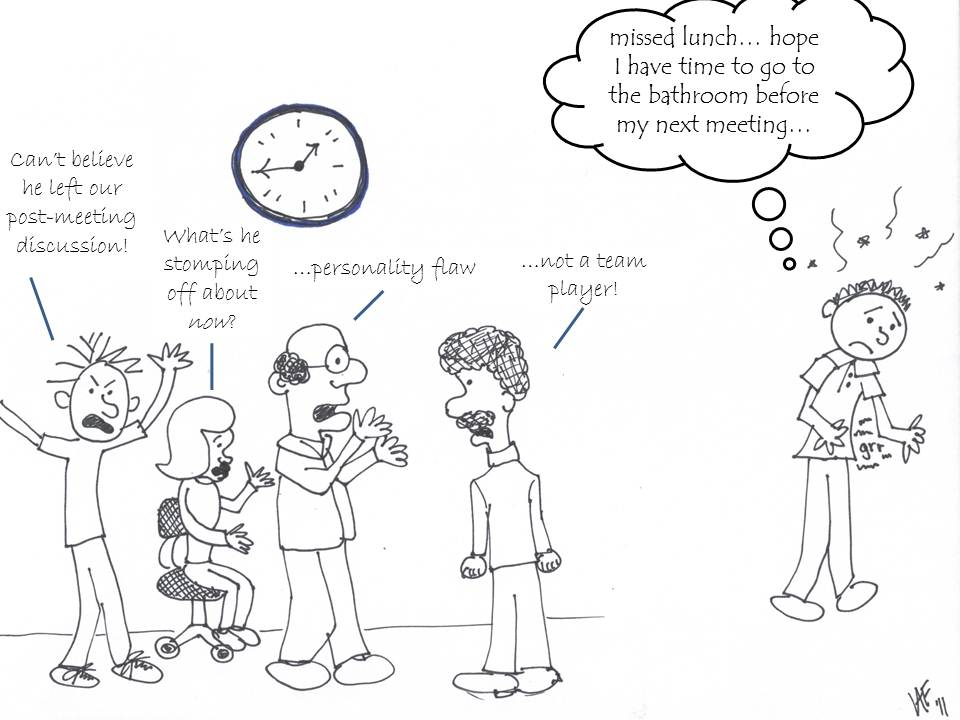 missed lunch… hope
I have time to go to
the bathroom before
my next meeting…
Can't believe
he left our
post-meeting
discussion!
What's he
stomping
off about
now?
…personality flaw
…not a team
player!
grr
'11